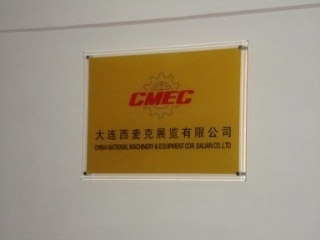 CMEC
大连西麦克展览有限公司
CHINA NATIONAL MACHINERY & EQUIPMENT COR. DALIAN CO.,LTD